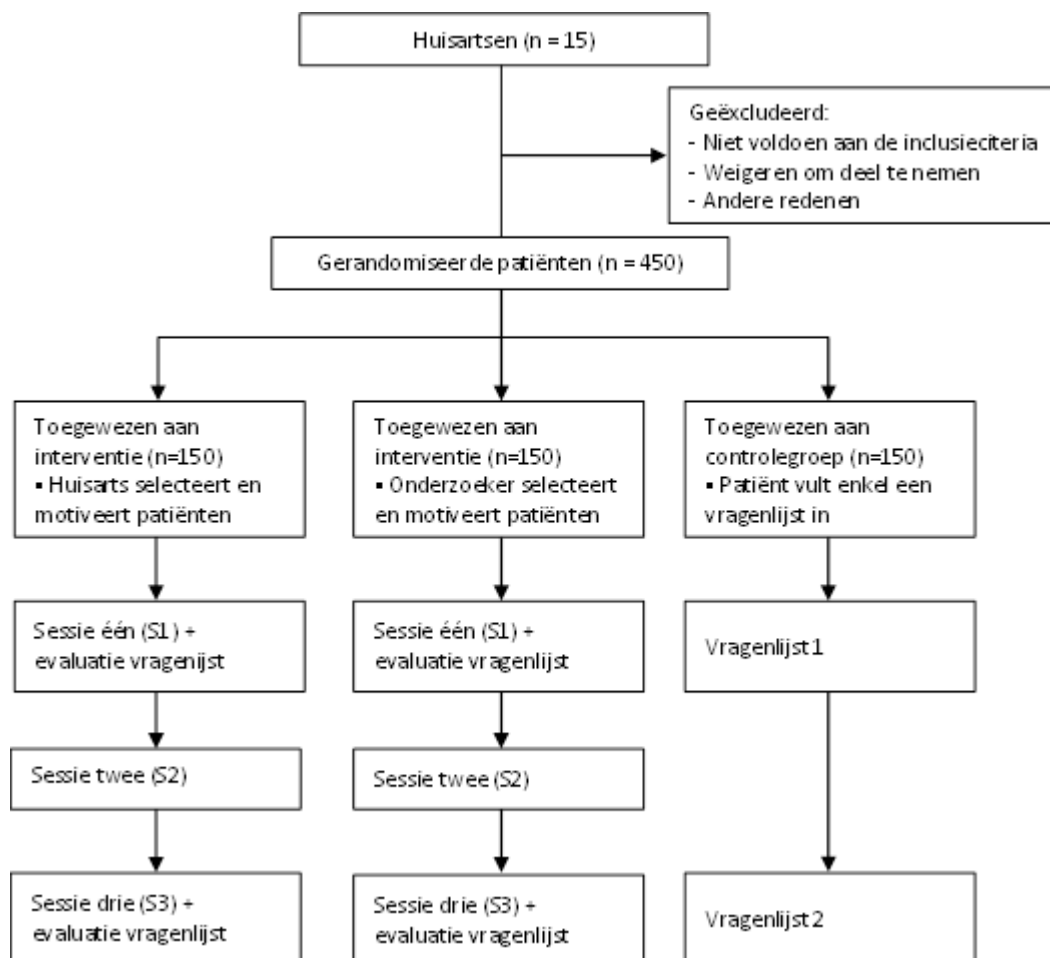 Huisartsen (n = 15)
Geëxcludeerd:
- Niet voldoen aan de inclusieciteria
- Weigeren om deel te nemen
- Andere redenen
Gerandomiseerde patiënten (n = 450)
Toegewezen aan
interventie (n=150)
▪ Huisarts selecteert en
motiveert patiënten
Toegewezen aan
interventie (n=150)
▪ Onderzoeker selecteert
en motiveert patiënten
Toegewezen aan
controlegroep (n=150)
▪ Patiënt vult enkel een
vragenlijst in
Sessie één (S1) +
evaluatie vragenijst
Sessie één (S1) +
evaluatie vragenlijst
Vragenlijst 1
Sessie twee (S2)
Sessie twee (S2)
Sessie drie (S3) +
evaluatie vragenlijst
Sessie drie (S3) +
evaluatie vragenlijst
Vragenlijst 2